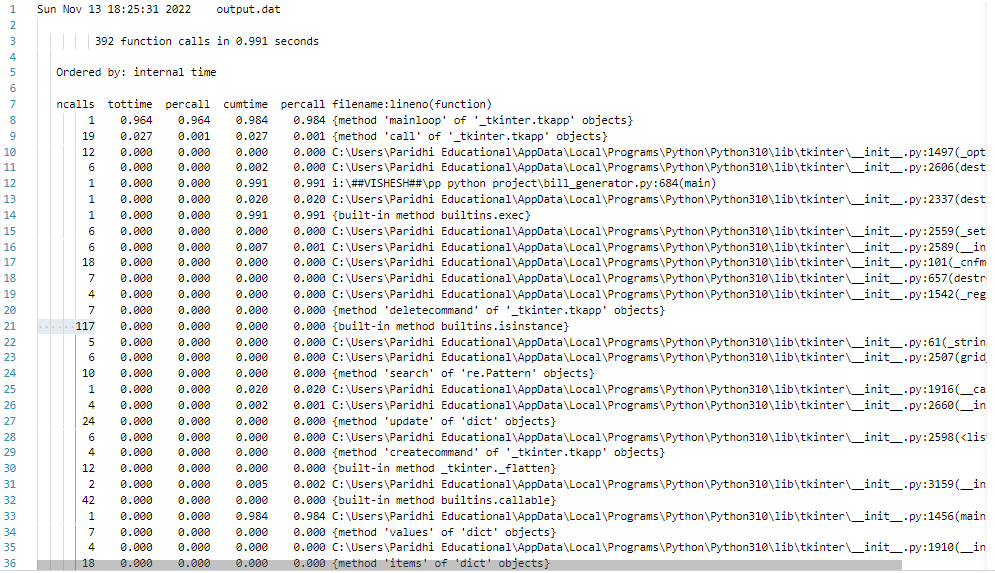 1 Sun Nov 13 18:25:31 2022    output.dat
2
3          392 function calls in 0.991 seconds
4
5    Ordered by: internal time
6
7    ncalls  tottime  percall  cumtime  percall filename:lineno(function)
8         1    0.964    0.964    0.984    0.984 {method 'mainloop' of '_tkinter.tkapp' objects}
9        19    0.027    0.001    0.027    0.001 {method 'call' of '_tkinter.tkapp' objects}
10       12    0.000    0.000    0.000    0.000 C:\Users\Paridhi Educational\AppData\Local\Programs\Python\Python310\lib\tkinter\__init__.py:1497(_opt
11        6    0.000    0.000    0.002    0.000 C:\Users\Paridhi Educational\AppData\Local\Programs\Python\Python310\lib\tkinter\__init__.py:2606(dest
12        1    0.000    0.000    0.991    0.991 i:\##VISHESH##\pp python project\bill_generator.py:684(main)
13        1    0.000    0.000    0.020    0.020 C:\Users\Paridhi Educational\AppData\Local\Programs\Python\Python310\lib\tkinter\__init__.py:2337(dest
14        1    0.000    0.000    0.991    0.991 {built-in method builtins.exec}
15        6    0.000    0.000    0.000    0.000 C:\Users\Paridhi Educational\AppData\Local\Programs\Python\Python310\lib\tkinter\__init__.py:2559(_set
16        6    0.000    0.000    0.007    0.001 C:\Users\Paridhi Educational\AppData\Local\Programs\Python\Python310\lib\tkinter\__init__.py:2589(__in
17       18    0.000    0.000    0.000    0.000 C:\Users\Paridhi Educational\AppData\Local\Programs\Python\Python310\lib\tkinter\__init__.py:101(_cnfm
18        7    0.000    0.000    0.000    0.000 C:\Users\Paridhi Educational\AppData\Local\Programs\Python\Python310\lib\tkinter\__init__.py:657(destr
19        4    0.000    0.000    0.000    0.000 C:\Users\Paridhi Educational\AppData\Local\Programs\Python\Python310\lib\tkinter\__init__.py:1542(_reg
20        7    0.000    0.000    0.000    0.000 {method 'deletecommand' of '_tkinter.tkapp' objects}
21      117    0.000    0.000    0.000    0.000 {built-in method builtins.isinstance}
22        5    0.000    0.000    0.000    0.000 C:\Users\Paridhi Educational\AppData\Local\Programs\Python\Python310\lib\tkinter\__init__.py:61(_strin
23        6    0.000    0.000    0.000    0.000 C:\Users\Paridhi Educational\AppData\Local\Programs\Python\Python310\lib\tkinter\__init__.py:2507(grid_
24       10    0.000    0.000    0.000    0.000 {method 'search' of 're.Pattern' objects}
25        1    0.000    0.000    0.020    0.020 C:\Users\Paridhi Educational\AppData\Local\Programs\Python\Python310\lib\tkinter\__init__.py:1916(__ca
26        4    0.000    0.000    0.002    0.001 C:\Users\Paridhi Educational\AppData\Local\Programs\Python\Python310\lib\tkinter\__init__.py:2660(__in
27       24    0.000    0.000    0.000    0.000 {method 'update' of 'dict' objects}
28        6    0.000    0.000    0.000    0.000 C:\Users\Paridhi Educational\AppData\Local\Programs\Python\Python310\lib\tkinter\__init__.py:2598(<lis
29        4    0.000    0.000    0.000    0.000 {method 'createcommand' of '_tkinter.tkapp' objects}
30       12    0.000    0.000    0.000    0.000 {built-in method _tkinter._flatten}
31        2    0.000    0.000    0.005    0.002 C:\Users\Paridhi Educational\AppData\Local\Programs\Python\Python310\lib\tkinter\__init__.py:3159(__in
32       42    0.000    0.000    0.000    0.000 {built-in method builtins.callable}
33        1    0.000    0.000    0.984    0.984 C:\Users\Paridhi Educational\AppData\Local\Programs\Python\Python310\lib\tkinter\__init__.py:1456(main
34        7    0.000    0.000    0.000    0.000 {method 'values' of 'dict' objects}
35        4    0.000    0.000    0.000    0.000 C:\Users\Paridhi Educational\AppData\Local\Programs\Python\Python310\lib\tkinter\__init__.py:1910(__in
36       18    0.000    0.000    0.000    0.000 {method 'items' of 'dict' objects}